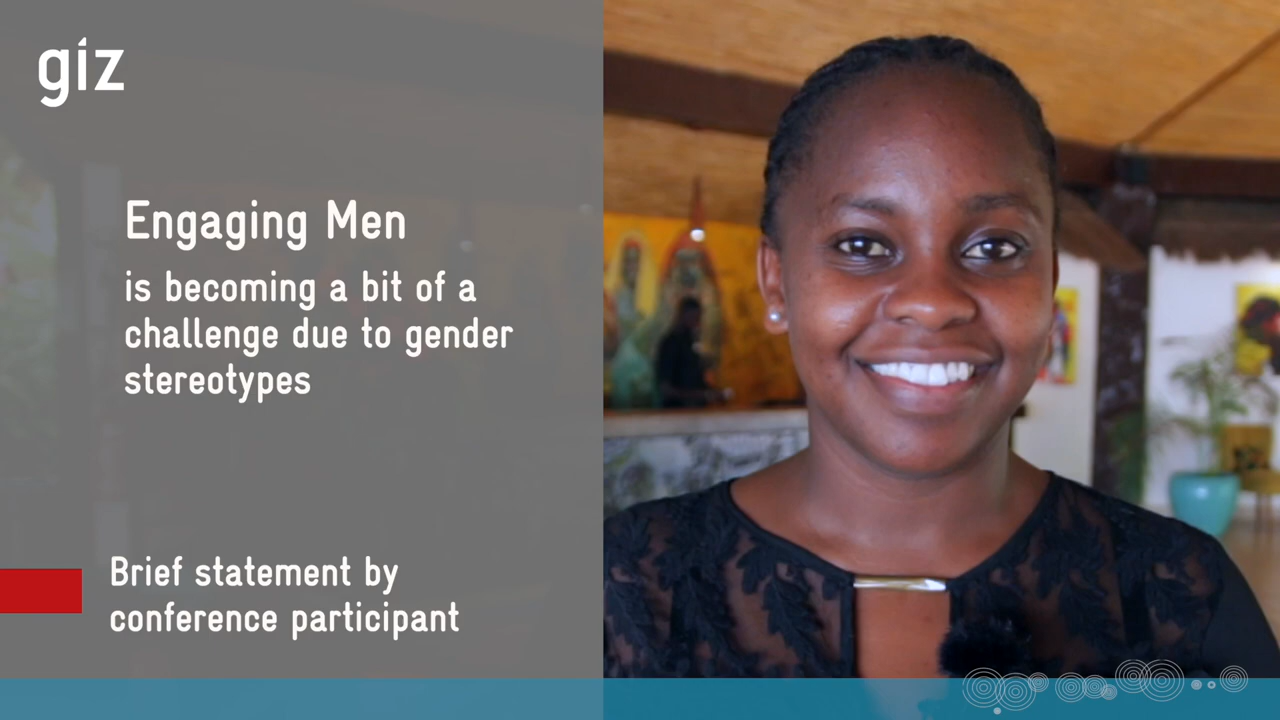 giz
Engaging Men
is becoming a bit of a
challenge due to gender
stereotypes
Brief statement by
conference participant